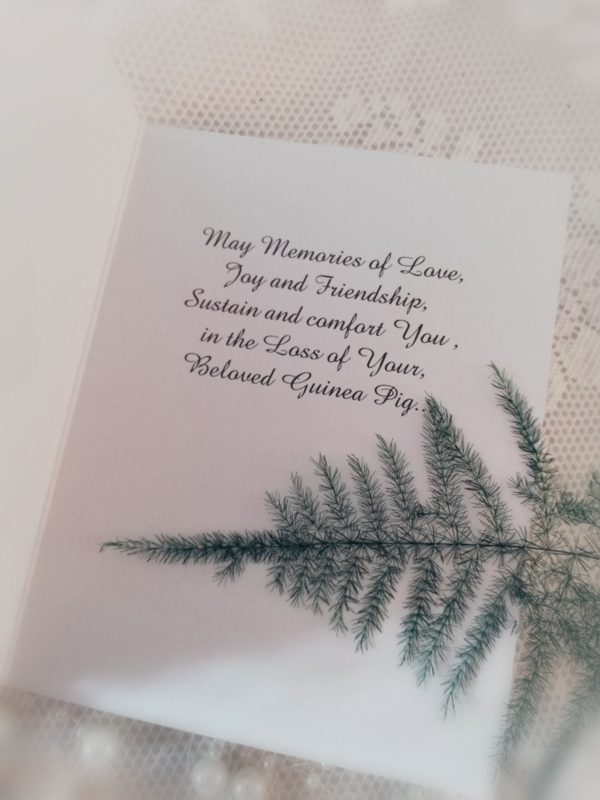 May Memories of Love,
Joy and Friendship,
Sustain and comfort You ,
in the Loss of Your,
Beloved Guinea Pig..